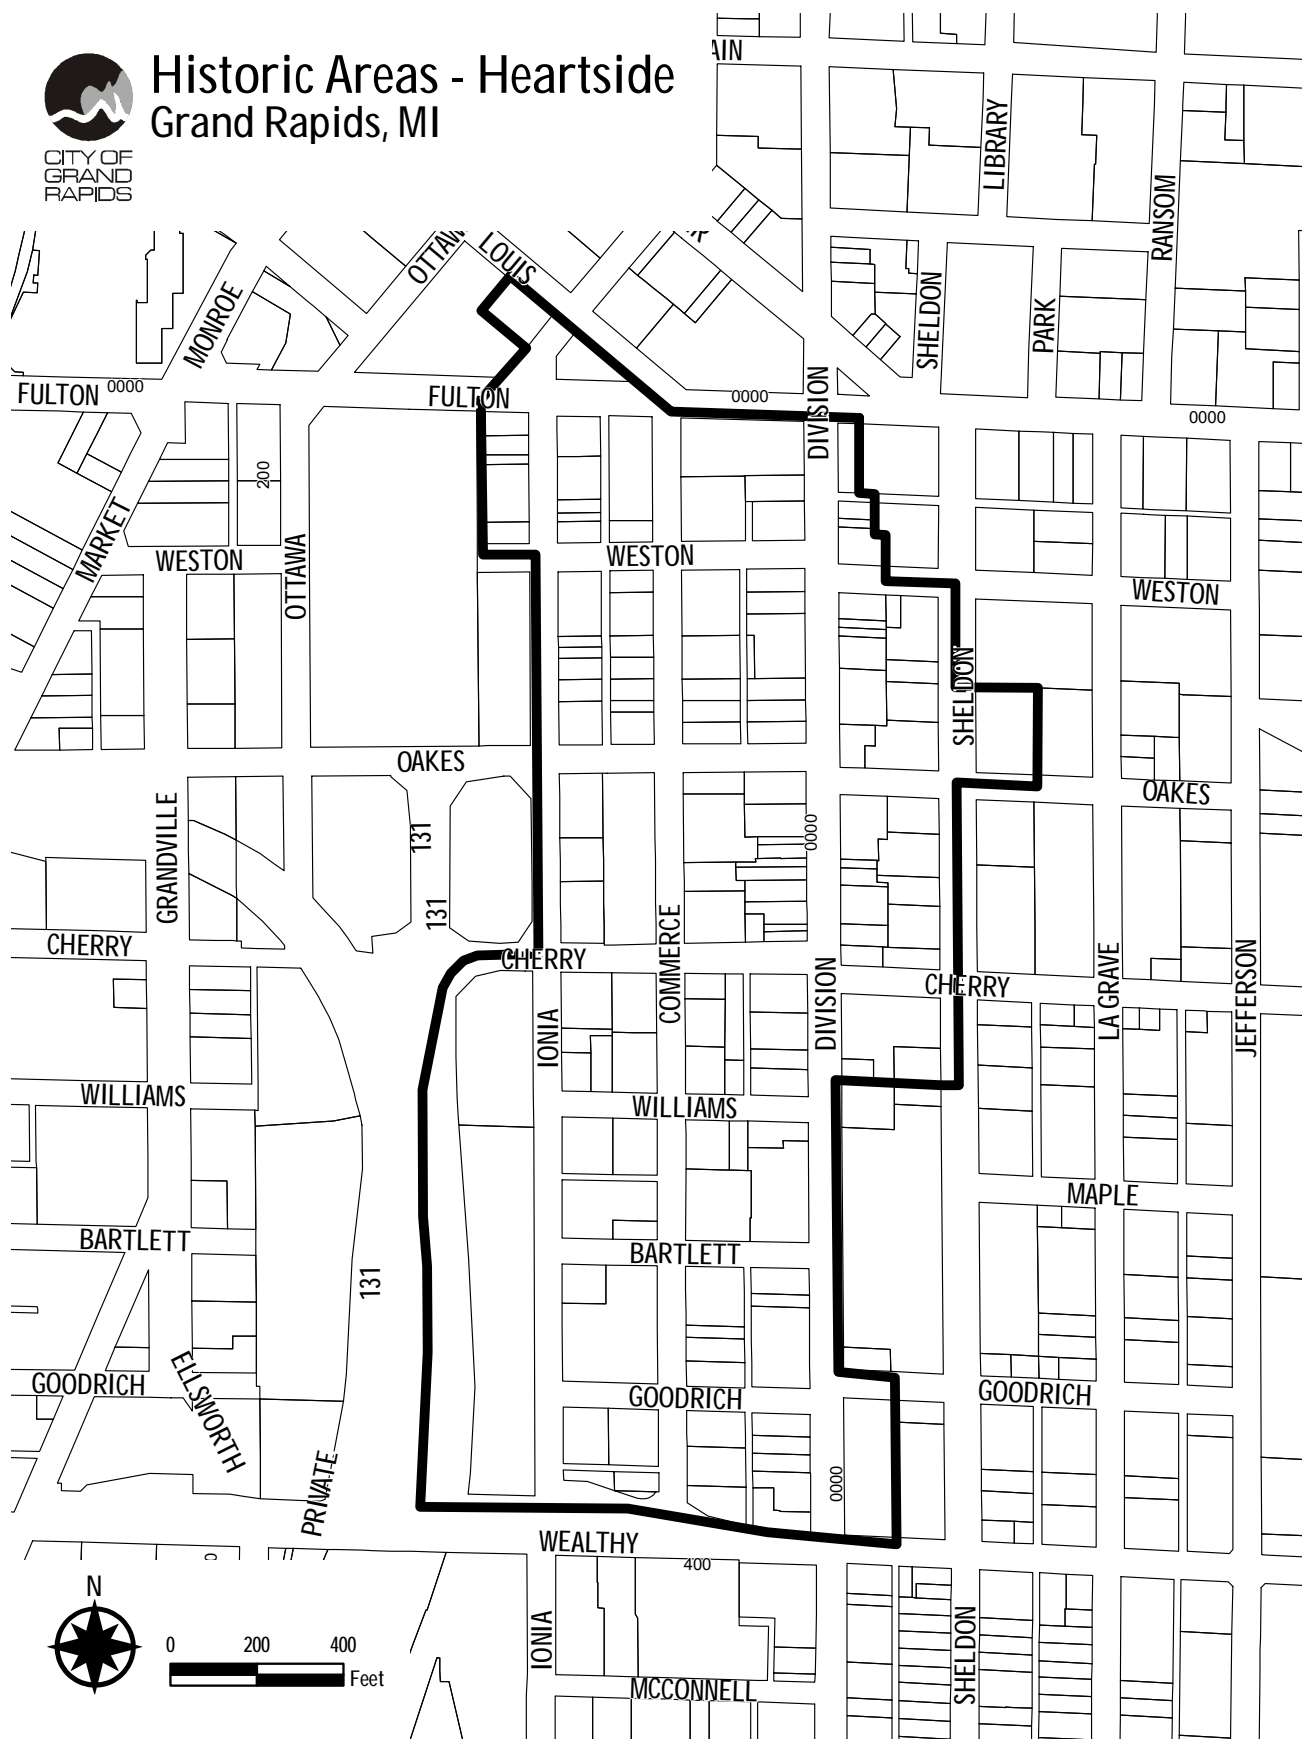 Historic Areas - Heartside
Grand Rapids, MI
CITY OF
GRAND
RAPIDS
AIN
LIBRARY
RANSOM
LOUIS
MONROE
SHELDON
PARK
FULTON
0000
FULTON
0000
DIVISION
0000
200
MARKET
WESTON
OTTAWA
WESTON
WESTON
SHELDON
OAKES
OAKES
GRANDVILLE
131
0000
131
CHERRY
COMMERCE
CHERRY
DIVISION
CHERRY
LA GRAVE
JEFFERSON
IONIA
WILLIAMS
WILLIAMS
MAPLE
BARTLETT
BARTLETT
131
GOODRICH
ELLSWORTH
GOODRICH
GOODRICH
PRIVATE
0000
WEALTHY
400
N
0 200 400
Feet
IONIA
SHELDON
MCCONNELL